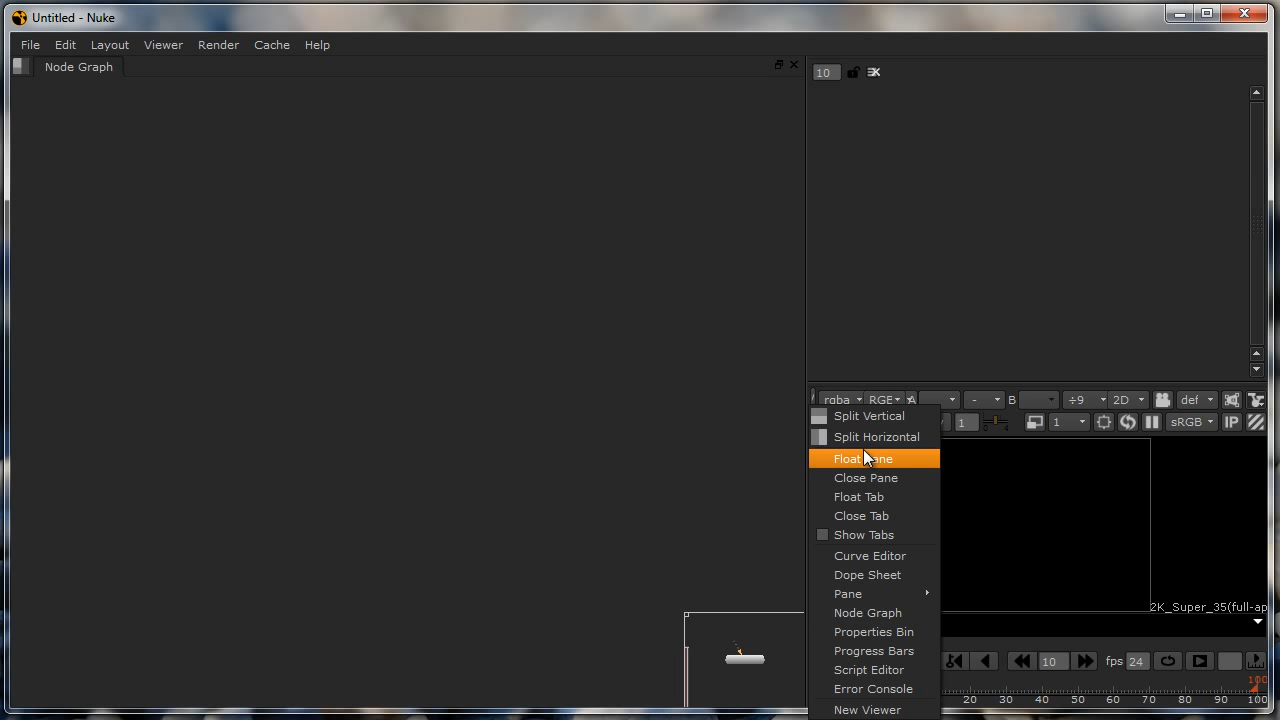 Untitled - Nuke
File Edit Layout Viewer Render Cache Help
Node Graph
10
rgba RGE A - B ÷9 2D def
1 1 sRGB IP
Split Vertical
Split Horizontal
Float Pane
Close Pane
Float Tab
Close Tab
Show Tabs
Curve Editor
Dope Sheet
Pane
Node Graph
Properties Bin
Progress Bars
Script Editor
Error Console
New Viewer
2K_Super_35(full-ap
10 fps 24
100
20 30 40 50 60 70 80 90 100